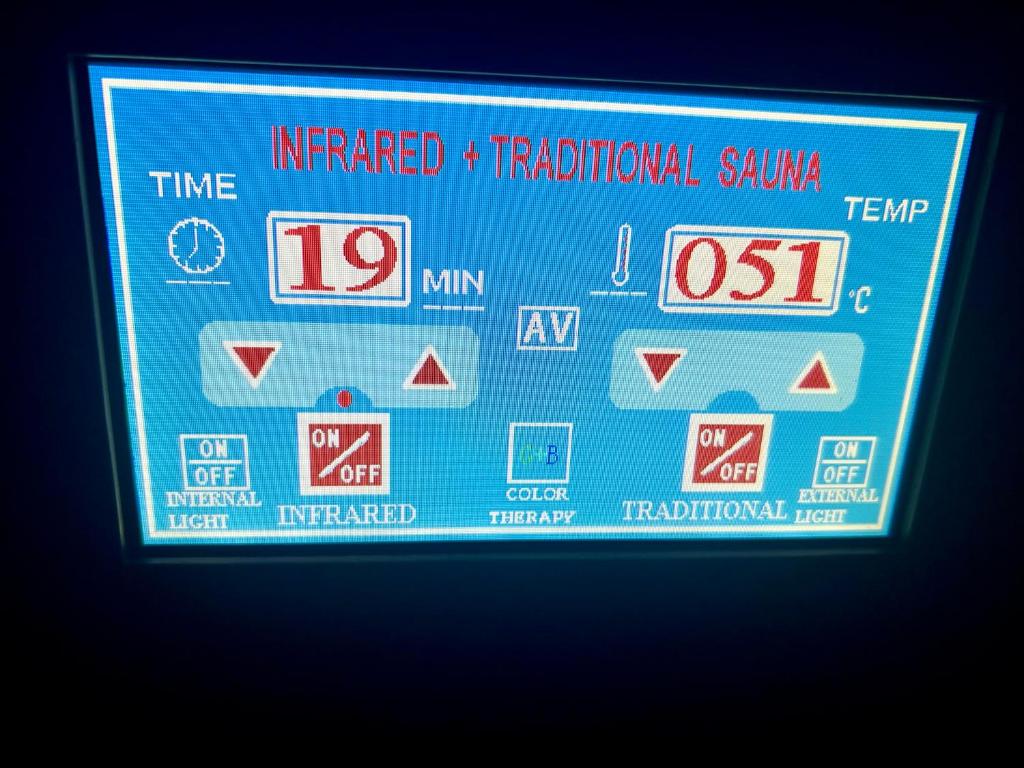 INFRARED + TRADITIONAL SAUNA
TIME
TEMP
19
MIN
051
°C
AV
ON
OFF
INTERNAL
LIGHT
ON/OFF
INFRARED
G+B
COLOR
THERAPY
ON/OFF
TRADITIONAL
ON
OFF
EXTERNAL
LIGHT